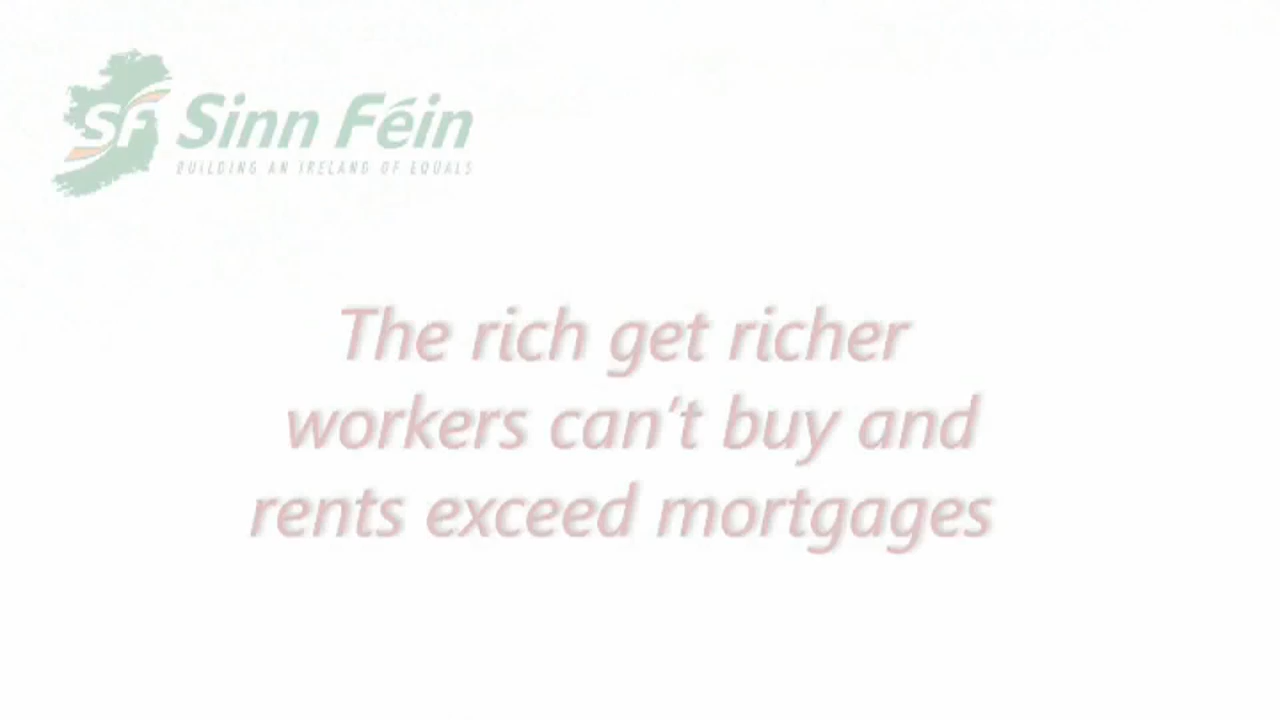 SF Sinn Féin
BUILDING AN IRELAND OF EQUALS
The rich get richer
workers can't buy and
rents exceed mortgages